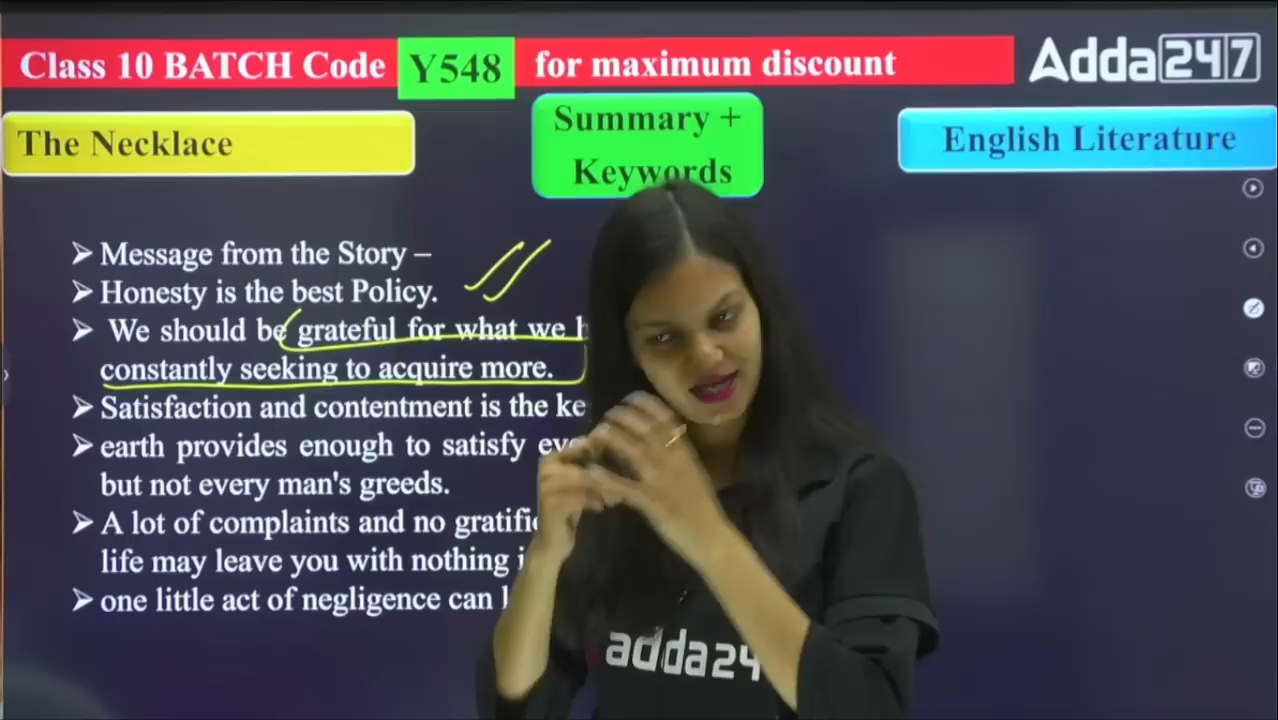 Class 10 BATCH Code Y548 for maximum discount
Adda247
The Necklace
Summary +
Keywords
English Literature
➢ Message from the Story –
➢ Honesty is the best Policy.
➢ We should be grateful for what we
constantly seeking to acquire more.
➢ Satisfaction and contentment is the
➢ earth provides enough to satisfy
but not every man's greeds.
➢ A lot of complaints and no
life may leave you with nothing
➢ one little act of negligence can
adda24